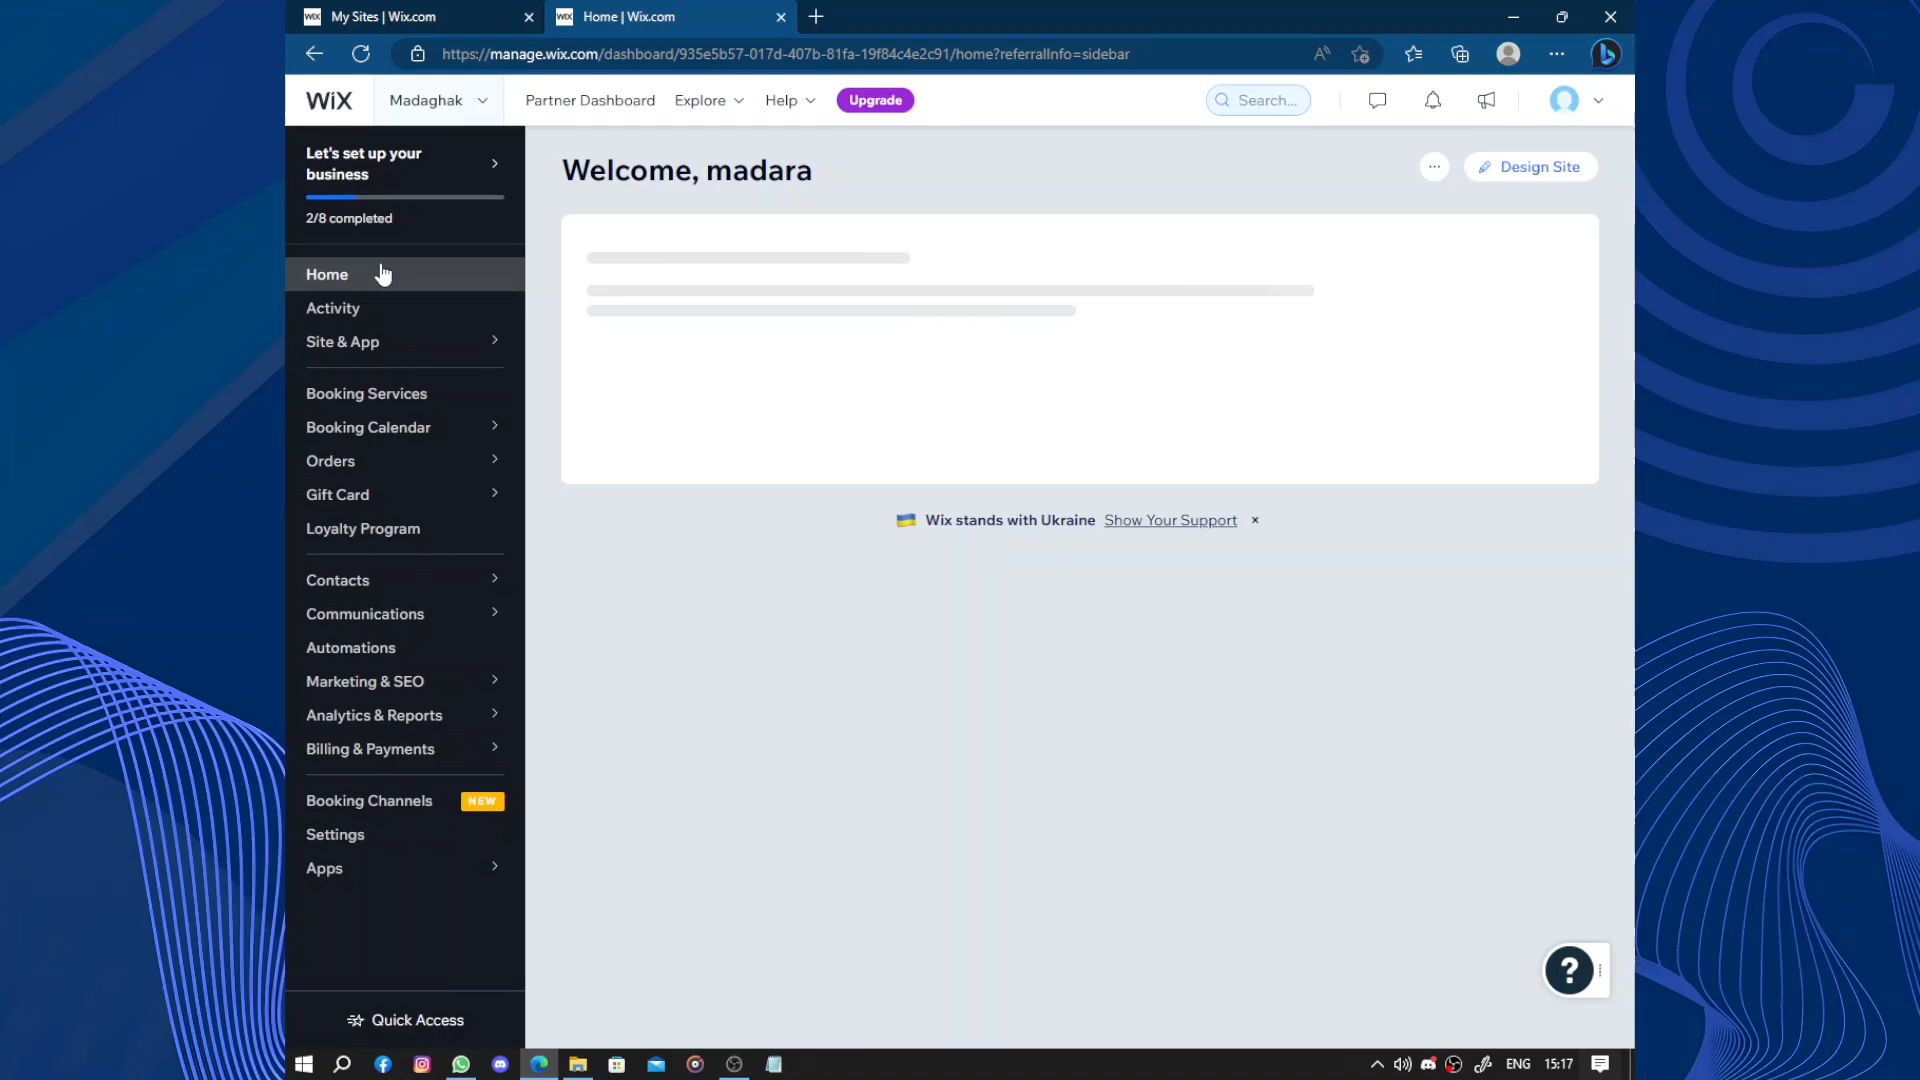 WIX My Sites | Wix.com
WIX Home | Wix.com
https://manage.wix.com/dashboard/935e5b57-017d-407b-81fa-19f84c4e2c91/home?referralInfo=sidebar
WIX
Madaghak
Partner Dashboard
Explore
Help
Upgrade
Search...
Let's set up your
business
2/8 completed
Welcome, madara
Design Site
Home
Activity
Site & App
Booking Services
Booking Calendar
Orders
Gift Card
Loyalty Program
Wix stands with Ukraine Show Your Support ×
Contacts
Communications
Automations
Marketing & SEO
Analytics & Reports
Billing & Payments
Booking Channels NEW
Settings
Apps
?
Quick Access
ENG 15:17